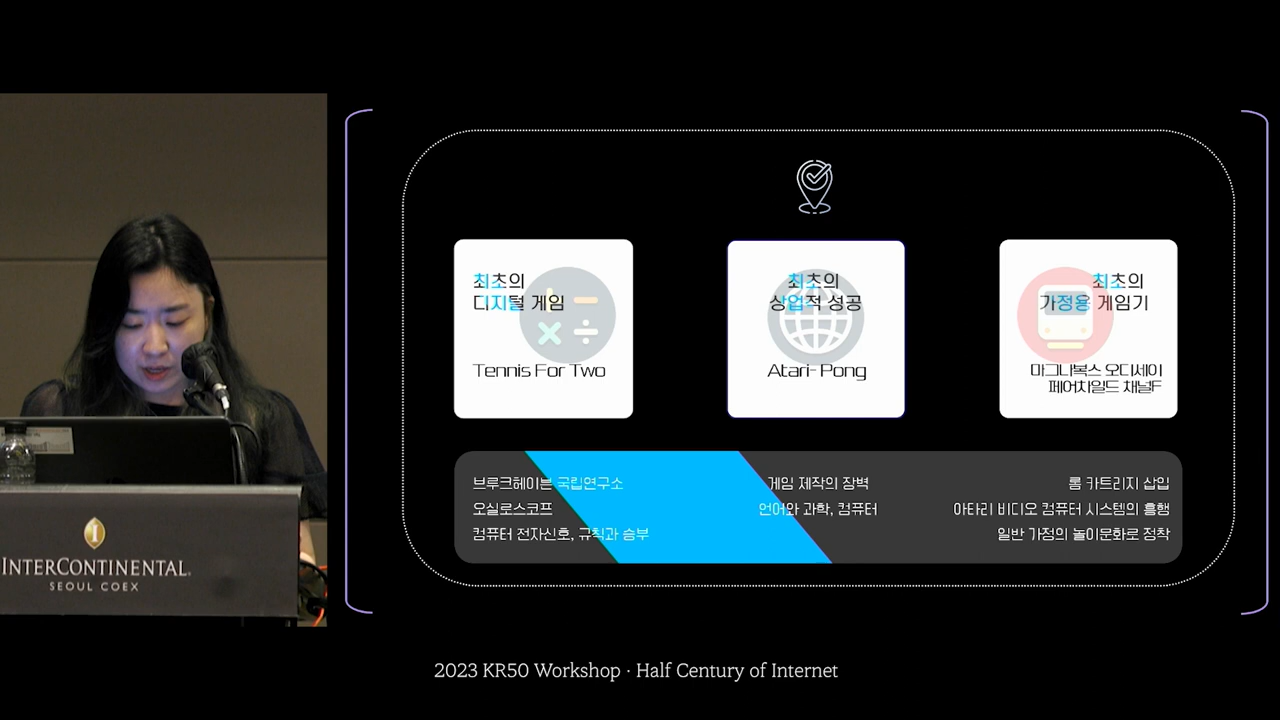 최초의
디지털 게임
Tennis For Two
최초의
상업적 성공
Atari- Pong
최초의
가정용 게임기
마그나복스 오디세이
페어차일드 채널F
브루크헤이븐 국립연구소
오실로스코프
컴퓨터 전자신호, 규칙과 승부
게임 제작의 장벽
언어와 과학, 컴퓨터
롬 카트리지 삽입
아타리 비디오 컴퓨터 시스템의 흥행
일반 가정의 놀이문화로 정착
INTERCONTINENTAL.
SEOUL COEX
2023 KR50 Workshop · Half Century of Internet